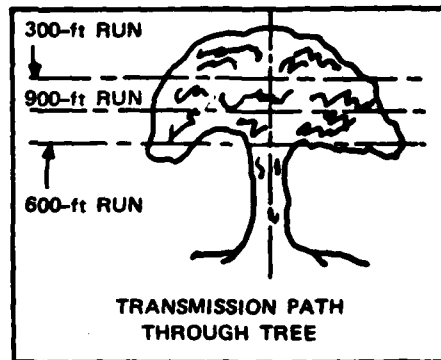 300-ft RUN
900-ft RUN
600-ft RUN
TRANSMISSION PATH
THROUGH TREE